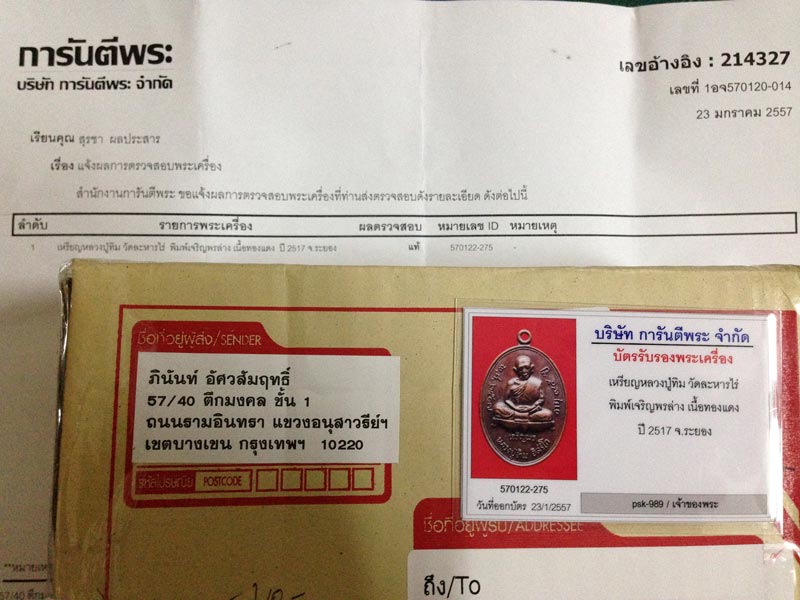 การันตีพระ
บริษัท การันตีพระ จำกัด
เลขอ้างอิง : 214327
เลขที่ 1อจ570120-014
23 มกราคม 2557
เรียนคุณ สุรชา ผลประสาร
เรื่อง แจ้งผลการตรวจสอบพระเครื่อง
สำนักงานการันตีพระ ขอแจ้งผลการตรวจสอบพระเครื่องที่ท่านส่งตรวจสอบดังรายละเอียด ดังต่อไปนี้
ลำดับ รายการพระเครื่อง ผลตรวจสอบ หมายเลข ID หมายเหตุ
1 เหรียญหลวงปู่ทิม วัดละหารไร่ พิมพ์เจริญพรล่าง เนื้อทองแดง ปี 2517 จ.ระยอง แท้ 570122-275 -
ชื่อที่อยู่ผู้ส่ง/SENDER
ภินันท์ อัศวสัมฤทธิ์
57/40 ตึกมงคล ชั้น 1
ถนนรามอินทรา แขวงอนุสาวรีย์ฯ
เขตบางเขน กรุงเทพฯ 10220
รหัสไปรษณีย์ POSTCODE
บริษัท การันตีพระ จำกัด
บัตรรับรองพระเครื่อง
เหรียญหลวงปู่ทิม วัดละหารไร่
พิมพ์เจริญพรล่าง เนื้อทองแดง
ปี 2517 จ.ระยอง
570122-275
วันที่ออกบัตร 23/1/2557
psk-989 / เจ้าของพระ
ชื่อที่อยู่ผู้รับ/ADDRESSEE
ถึง/To
**หมายเห
57/40 ตึกม